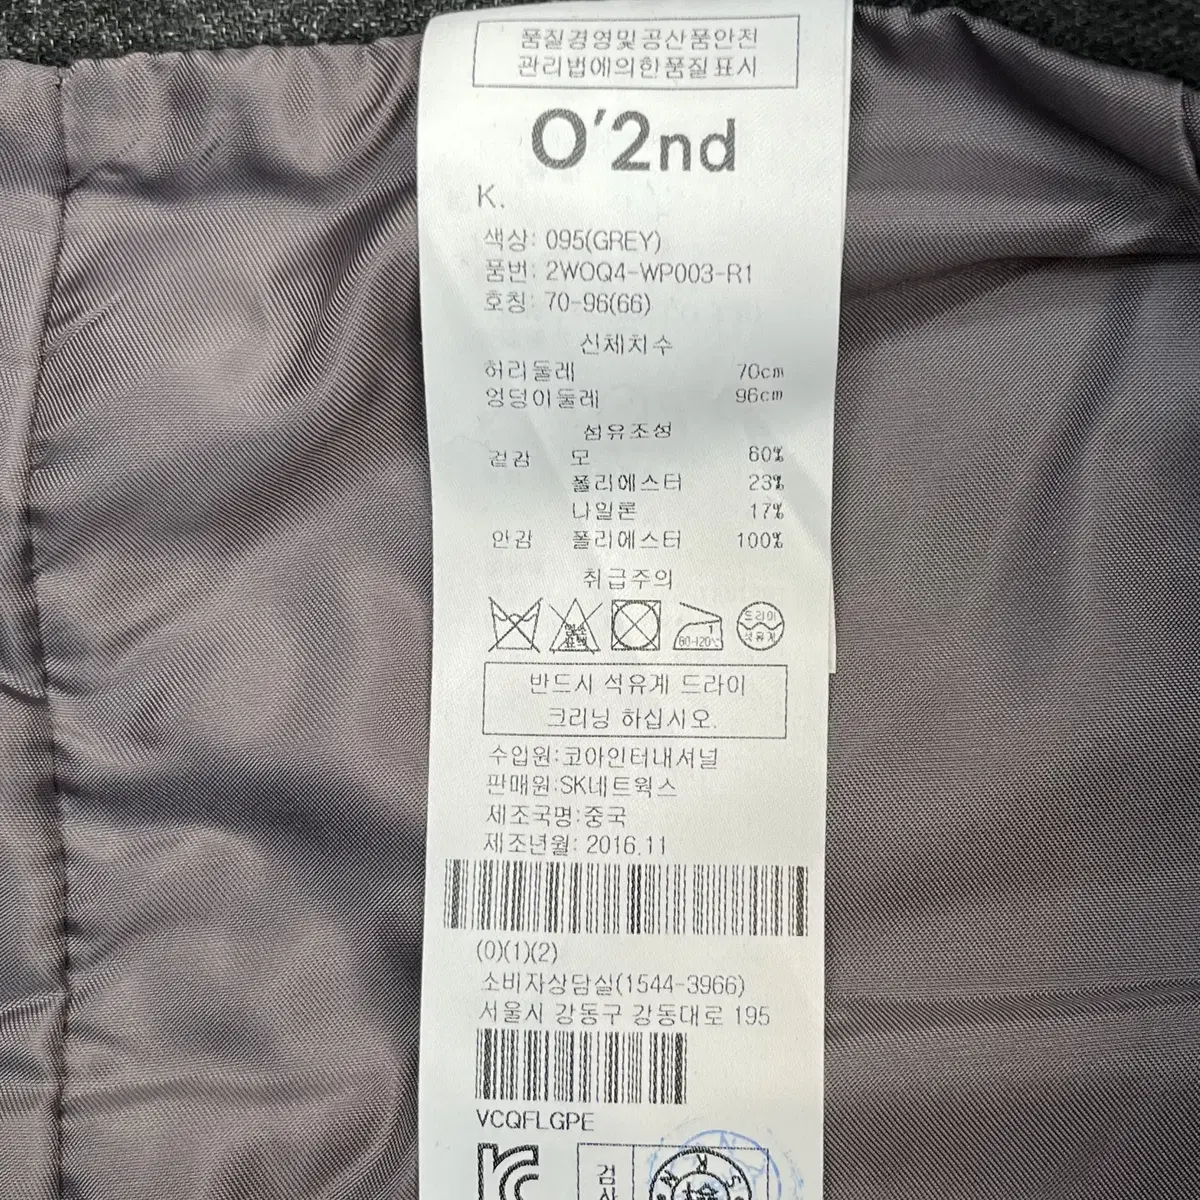 품질경영및공산품안전
관리법에의한품질표시
O'2nd
K.
색상: 095(GREY)
품번: 2WOQ4-WP003-R1
호칭: 70-96(66)
신체치수
허리둘레 70cm
엉덩이둘레 96cm
섬유조성
겉감 모 60%
폴리에스터 23%
나일론 17%
안감 폴리에스터 100%
취급주의
염소 표백
1 80-120℃
드라이 석유계
반드시 석유계 드라이
크리닝 하십시오.
수입원:코아인터내셔널
판매원:SK네트웍스
제조국명:중국
제조년월: 2016.11
(0)(1)(2)
소비자상담실(1544-3966)
서울시 강동구 강동대로 195
VCQFLGPE
검